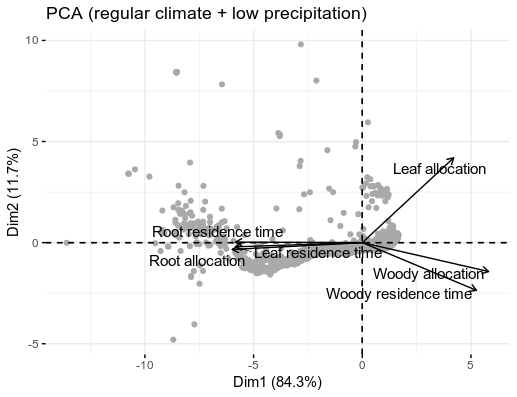 PCA (regular climate + low precipitation)
10
Leaf allocation
5
Root residence time
0
Leaf residence time
Root allocation
Woody allocation
Woody residence time
-5
-10
-5
0
5
Dim1 (84.3%)
Dim2 (11.7%)